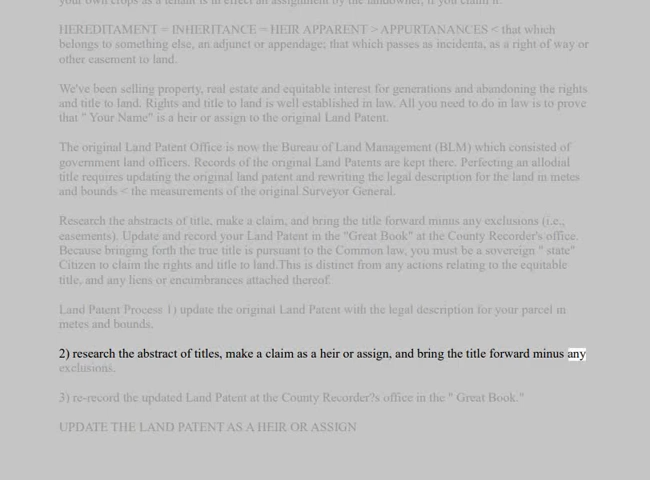 your own crops as a tenant is in effect an assignment by the landowner, if you claim it.
HEREDITAMENT = INHERITANCE = HEIR APPARENT > APPURTANANCES < that which
belongs to something else, an adjunct or appendage; that which passes as incidenta, as a right of way or
other casement to land.
We've been selling property, real estate and equitable interest for generations and abandoning the rights
and title to land. Rights and title to land is well established in law. All you need to do in law is to prove
that " Your Name" is a heir or assign to the original Land Patent.
The original Land Patent Office is now the Bureau of Land Management (BLM) which consisted of
government land officers. Records of the original Land Patents are kept there. Perfecting an allodial
title requires updating the original land patent and rewriting the legal description for the land in metes
and bounds < the measurements of the original Surveyor General.
Research the abstracts of title, make a claim, and bring the title forward minus any exclusions (i.e.,
easements). Update and record your Land Patent in the "Great Book" at the County Recorder's office.
Because bringing forth the true title is pursuant to the Common law, you must be a sovereign " state"
Citizen to claim the rights and title to land.This is distinct from any actions relating to the equitable
title, and any liens or encumbrances attached thereof.
Land Patent Process 1) update the original Land Patent with the legal description for your parcel in
metes and bounds.
2) research the abstract of titles, make a claim as a heir or assign, and bring the title forward minus any
exclusions.
3) re-record the updated Land Patent at the County Recorder?s office in the " Great Book."
UPDATE THE LAND PATENT AS A HEIR OR ASSIGN